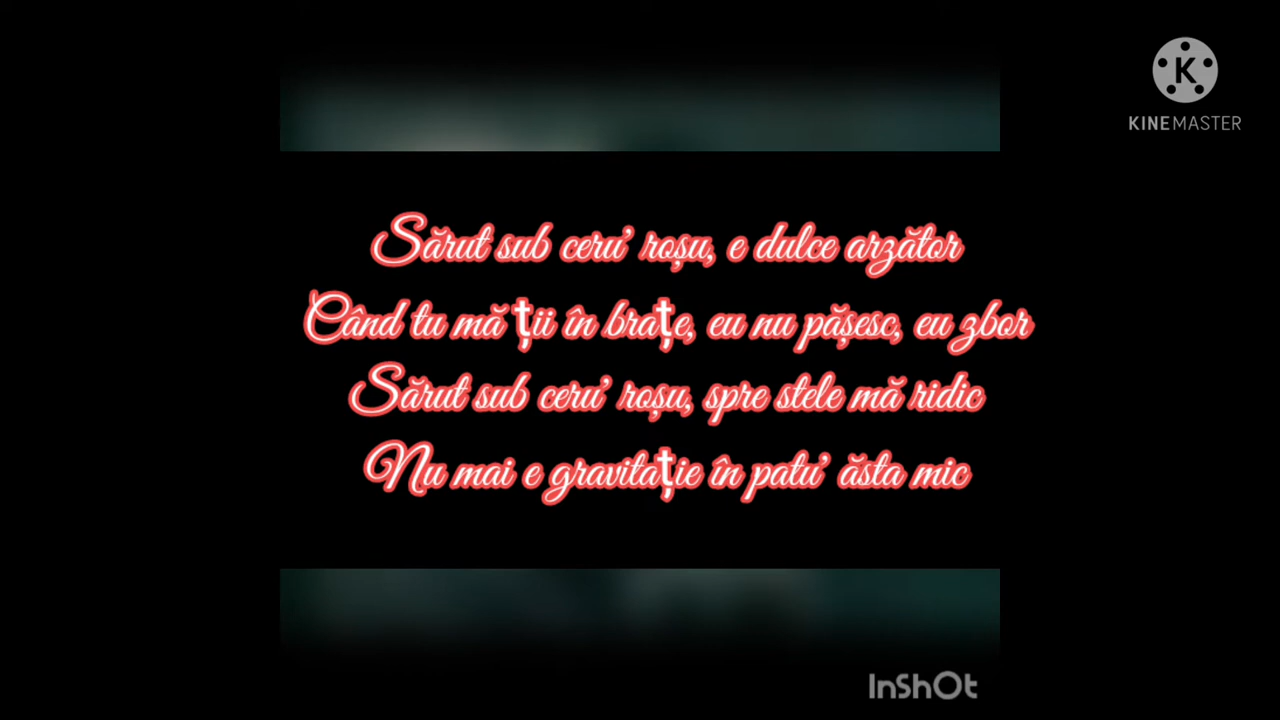 K
KINEMASTER
Sărut sub ceru' roșu, e dulce arzător
Când tu mă ții în brațe, eu nu pășesc, eu zbor
Sărut sub ceru' roșu, spre stele mă ridic
Nu mai e gravitație în patu' ăsta mic
InShOt